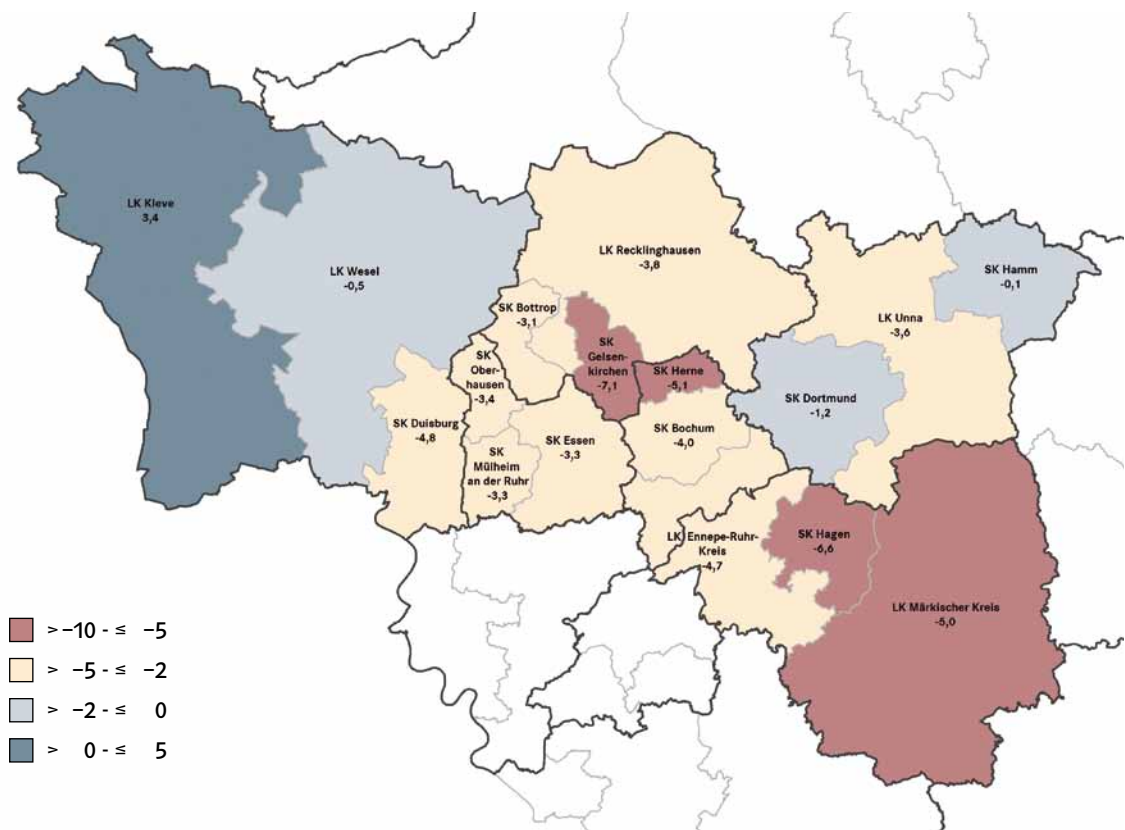 LK Kleve
3,4
LK Wesel
-0,5
LK Recklinghausen
-3,8
SK Hamm
-0,1
LK Unna
-3,6
SK Bottrop
-3,1
SK
Gelsen-
kirchen
-7,1
SK
Ober-
hausen
-3,4
SK Herne
-5,1
SK Dortmund
-1,2
SK Duisburg
-4,8
SK Essen
-3,3
SK Bochum
-4,0
SK
Mülheim
an der Ruhr
-3,3
LK Ennepe-Ruhr-
Kreis
-4,7
SK Hagen
-6,6
LK Märkischer Kreis
-5,0
> −10 - ≤ −5
> −5 - ≤ −2
> −2 - ≤ 0
> 0 - ≤ 5